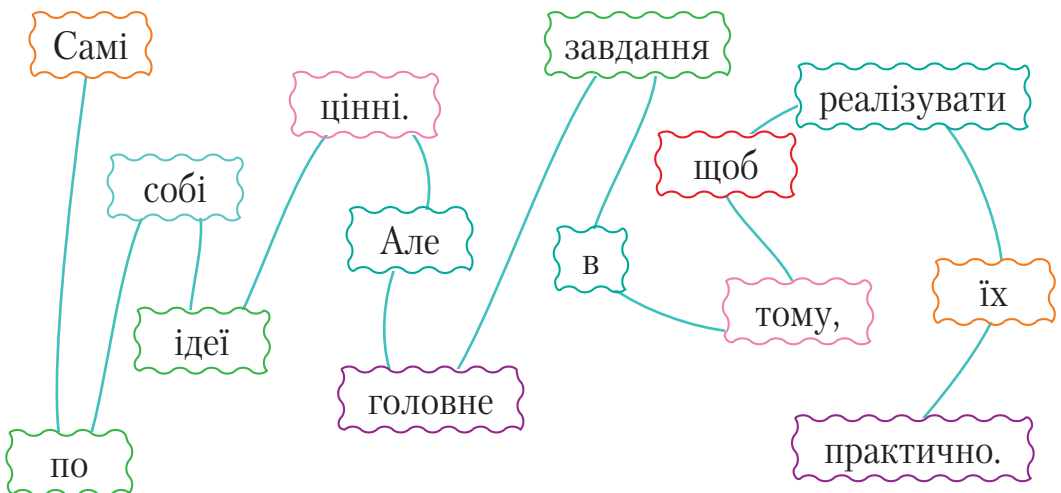 Самі
по
собі
ідеї
цінні.
Але
головне
завдання
в
тому,
щоб
реалізувати
їх
практично.